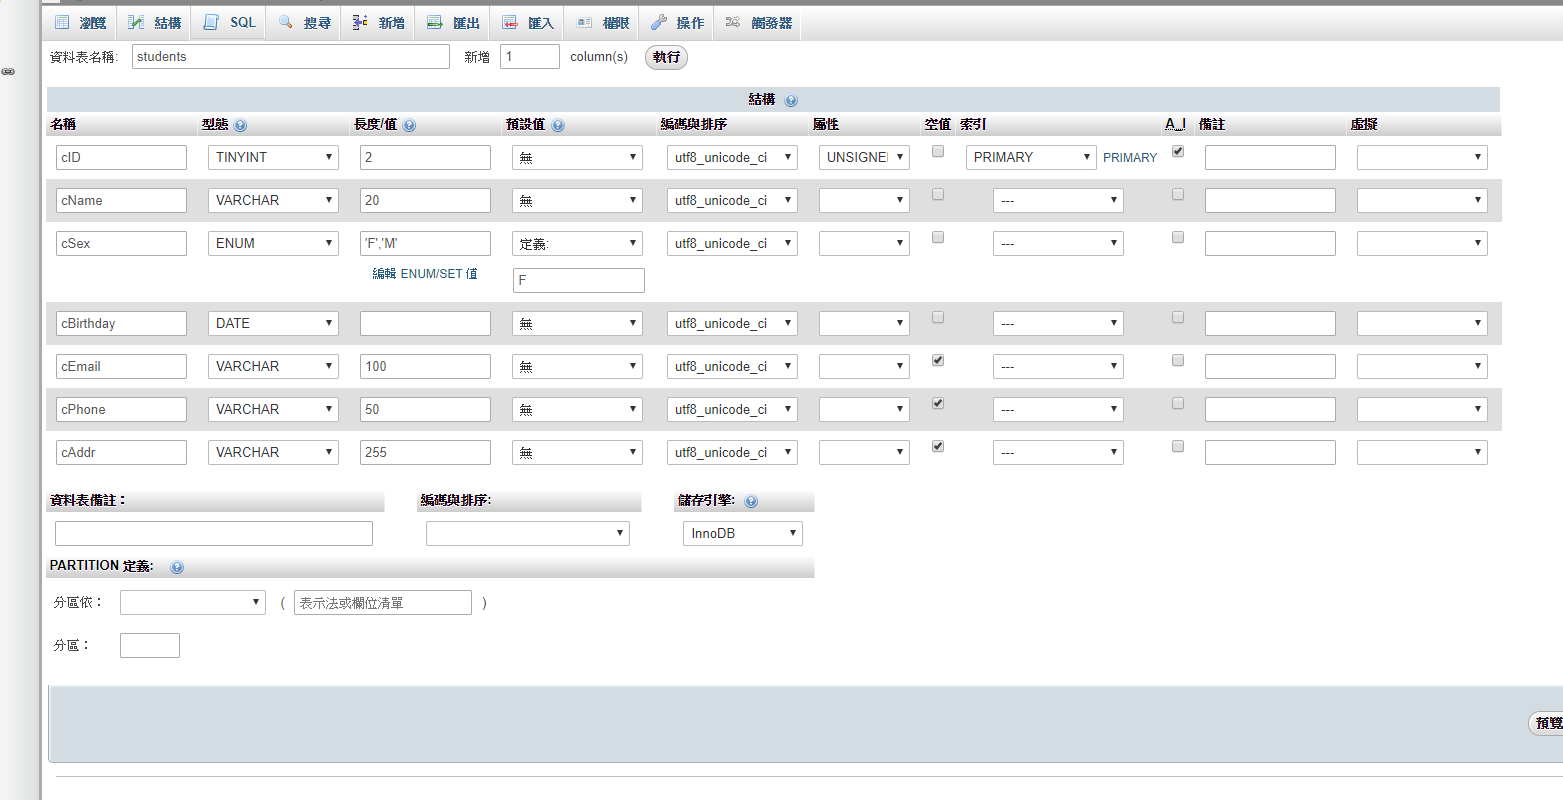 瀏覽 結構 SQL 搜尋 新增 匯出 匯入 權限 操作 觸發器
資料表名稱: students 新增 1 column(s) 執行
結構
名稱 型態 長度/值 預設值 編碼與排序 屬性 空值 索引 A_I 備註 虛擬
cID TINYINT 2 無 utf8_unicode_ci UNSIGNE PRIMARY PRIMARY
cName VARCHAR 20 無 utf8_unicode_ci ---
cSex ENUM 'F','M' 定義: utf8_unicode_ci ---
編輯 ENUM/SET 值 F
cBirthday DATE 無 utf8_unicode_ci ---
cEmail VARCHAR 100 無 utf8_unicode_ci ---
cPhone VARCHAR 50 無 utf8_unicode_ci ---
cAddr VARCHAR 255 無 utf8_unicode_ci ---
資料表備註： 編碼與排序: 儲存引擎:
InnoDB
PARTITION 定義:
分區依： ( 表示法或欄位清單 )
分區：
預覽